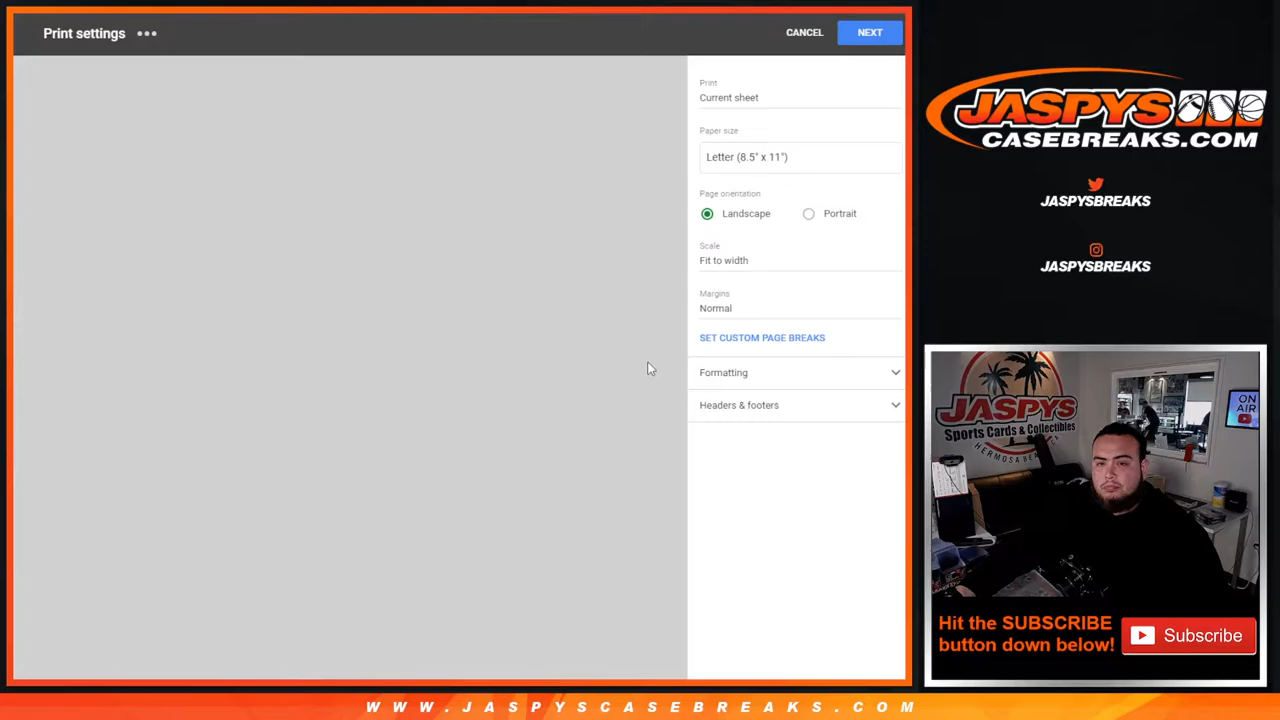 Print settings
CANCEL
NEXT
Print
Current sheet
Paper size
Letter (8.5" x 11")
Page orientation
Landscape
Portrait
Scale
Fit to width
Margins
Normal
SET CUSTOM PAGE BREAKS
Formatting
Headers & footers
JASPYS
CASEBREAKS.COM
JASPYSBREAKS
JASPYSBREAKS
JASPYS
Sports Cards & Collectibles
HERMOSA BEACH
ON
AIR
Hit the SUBSCRIBE
button down below!
Subscribe
WWW.JASPYSCASEBREAKS.COM